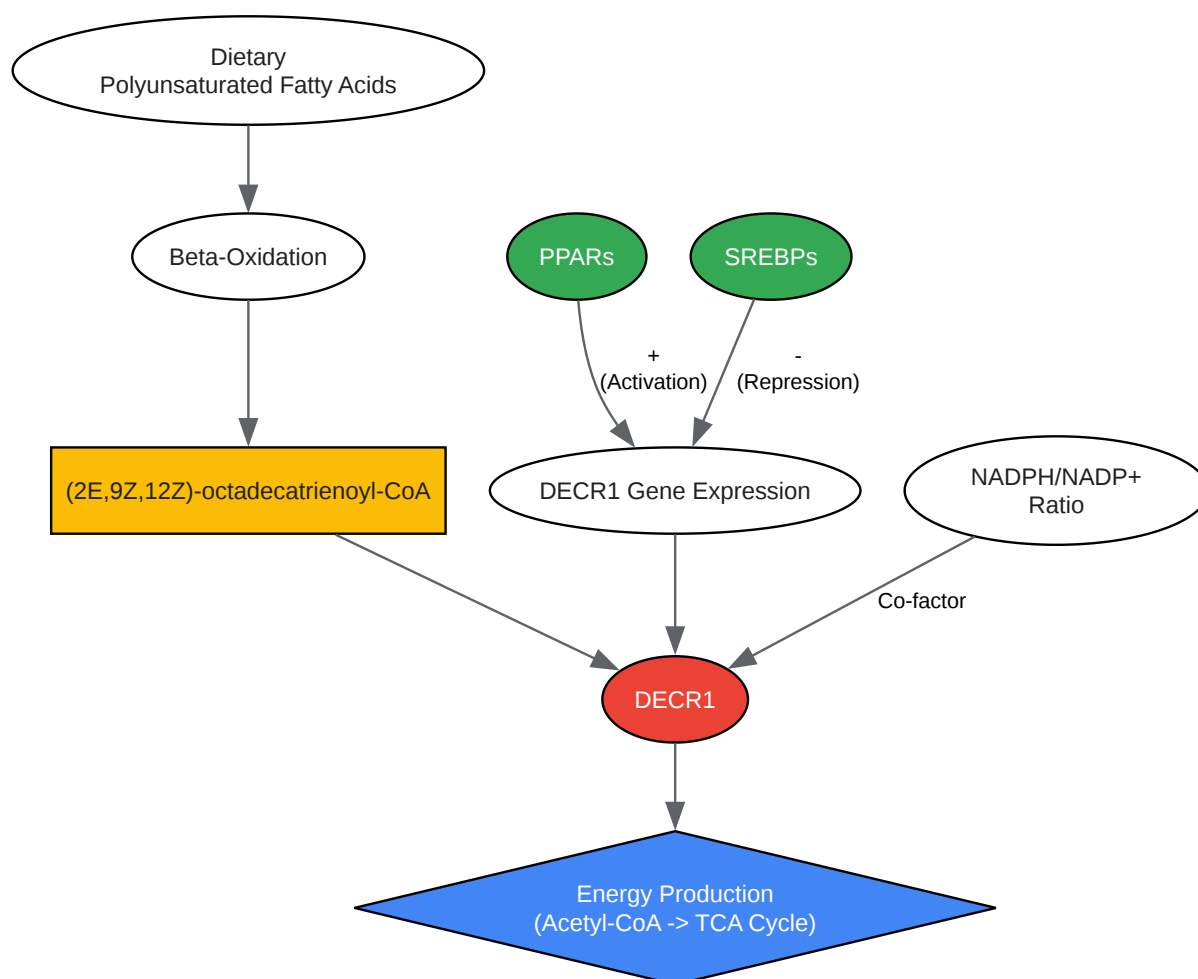 Dietary
Polyunsaturated Fatty Acids
Beta-Oxidation
PPARs
SREBPs
+
(Activation)
-
(Repression)
(2E,9Z,12Z)-octadecatrienoyl-CoA
DECR1 Gene Expression
NADPH/NADP+
Ratio
Co-factor
DECR1
Energy Production
(Acetyl-CoA -> TCA Cycle)